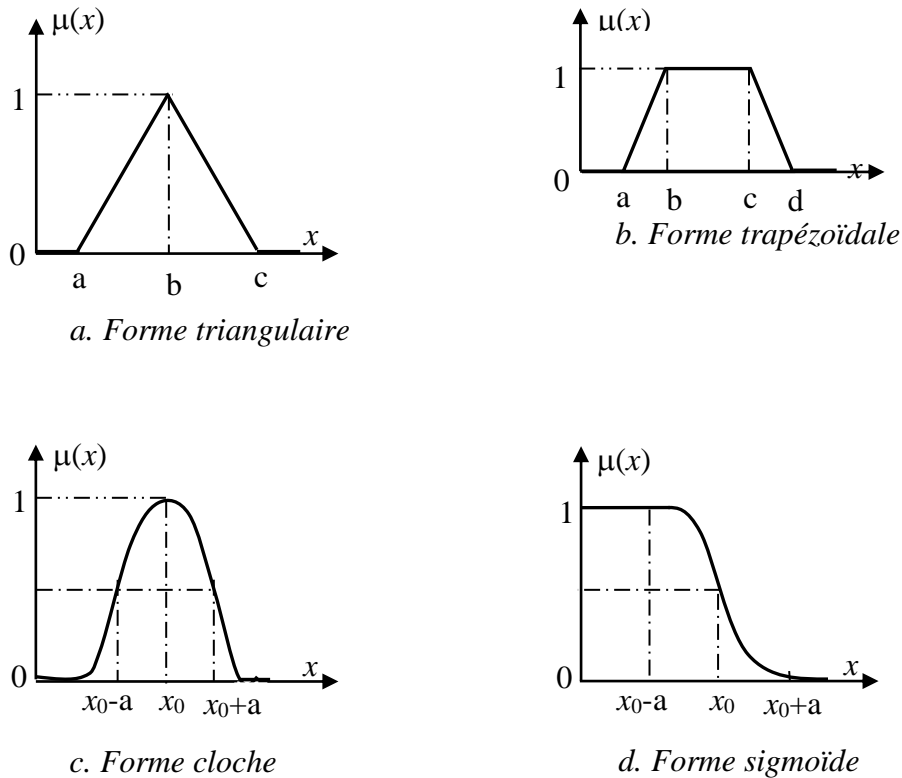 μ(x)
1
0
a
b
c
x
a. Forme triangulaire
μ(x)
1
0
a
b
c
d
x
b. Forme trapézoïdale
μ(x)
1
0
x0-a
x0
x0+a
x
c. Forme cloche
μ(x)
1
0
x0-a
x0
x0+a
x
d. Forme sigmoïde